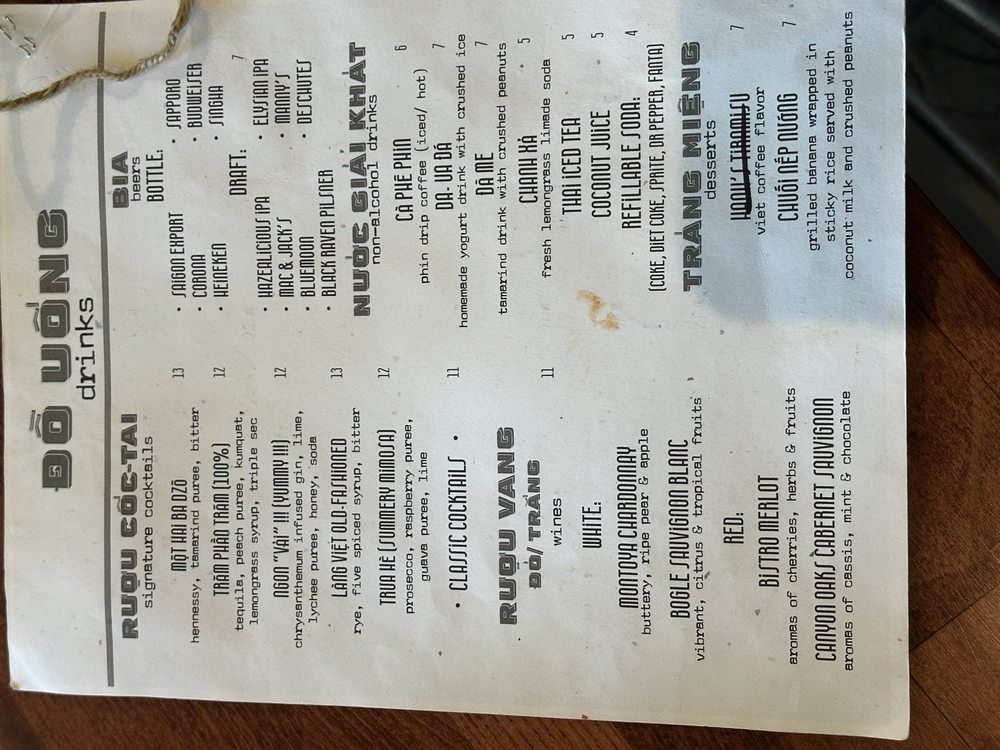 ĐỒ UỐNG
drinks
RƯỢU CỐC-TAI
signature cocktails
MỘT HAI BA DZÔ 13
hennessy, tamarind puree, bitter
TRĂM PHẦN TRĂM (100%) 12
tequila, peach puree, kumquat,
lemongrass syrup, triple sec
NGON "VÃI" !!! (YUMMY !!!) 12
chrysanthemum infused gin, lime,
lychee puree, honey, soda
LÀNG VIỆT OLD-FASHIONED 13
rye, five spiced syrup, bitter
TRƯA HÈ (SUMMERY MIMOSA) 12
prosecco, raspberry puree,
guava puree, lime
• CLASSIC COCKTAILS • 11
RƯỢU VANG
ĐỎ/ TRẮNG 11
wines
WHITE:
MONTOYA CHARDONNAY
buttery, ripe pear & apple
BOGLE SAUVIGNON BLANC
vibrant, citrus & tropical fruits
RED:
BISTRO MERLOT
aromas of cherries, herbs & fruits
CANYON OAKS CABERNET SAUVIGNON
aromas of cassis, mint & chocolate
BIA
beers
BOTTLE:
• SAIGON EXPORT
• CORONA
• HEINEKEN
• SAPPORO
• BUDWEISER
• SINGHA
DRAFT: 7
• HAZEALICIOUS IPA
• MAC & JACK'S
• BLUEMOON
• BLACK RAVEN PILSNER
• ELYSIAN IPA
• MANNY'S
• DESCHUTES
NƯỚC GIẢI KHÁT
non-alcohol drinks
CÀ PHÊ PHIN 6
phin drip coffee (iced/ hot)
DA- UA ĐÁ 7
homemade yogurt drink with crushed ice
ĐÁ ME 7
tamarind drink with crushed peanuts
CHANH XẢ 5
fresh lemongrass limade soda
THAI ICED TEA 5
COCONUT JUICE 5
REFILLABLE SODA: 4
(COKE, DIET COKE, SPRITE, DR PEPPER, FANTA)
TRÁNG MIỆNG
desserts
TIRAMISU 7
viet coffee flavor
CHUỐI NẾP NƯỚNG 7
grilled banana wrapped in
sticky rice served with
coconut milk and crushed peanuts